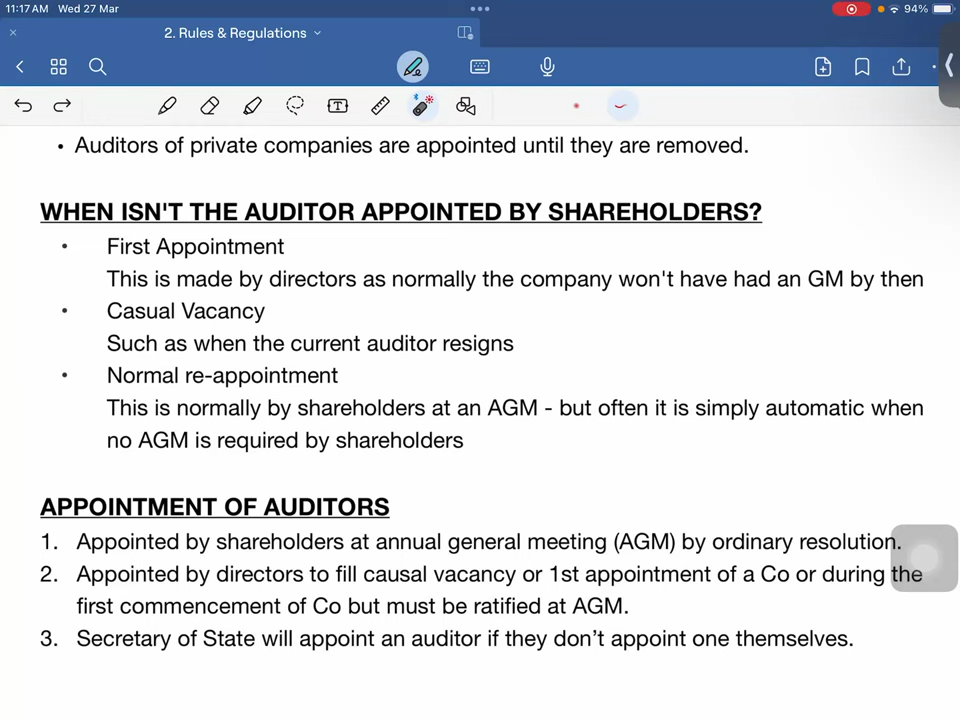 11:17 AM Wed 27 Mar
94%
2. Rules & Regulations
• Auditors of private companies are appointed until they are removed.
WHEN ISN'T THE AUDITOR APPOINTED BY SHAREHOLDERS?
• First Appointment
This is made by directors as normally the company won't have had an GM by then
• Casual Vacancy
Such as when the current auditor resigns
• Normal re-appointment
This is normally by shareholders at an AGM - but often it is simply automatic when
no AGM is required by shareholders
APPOINTMENT OF AUDITORS
1. Appointed by shareholders at annual general meeting (AGM) by ordinary resolution.
2. Appointed by directors to fill causal vacancy or 1st appointment of a Co or during the
first commencement of Co but must be ratified at AGM.
3. Secretary of State will appoint an auditor if they don’t appoint one themselves.